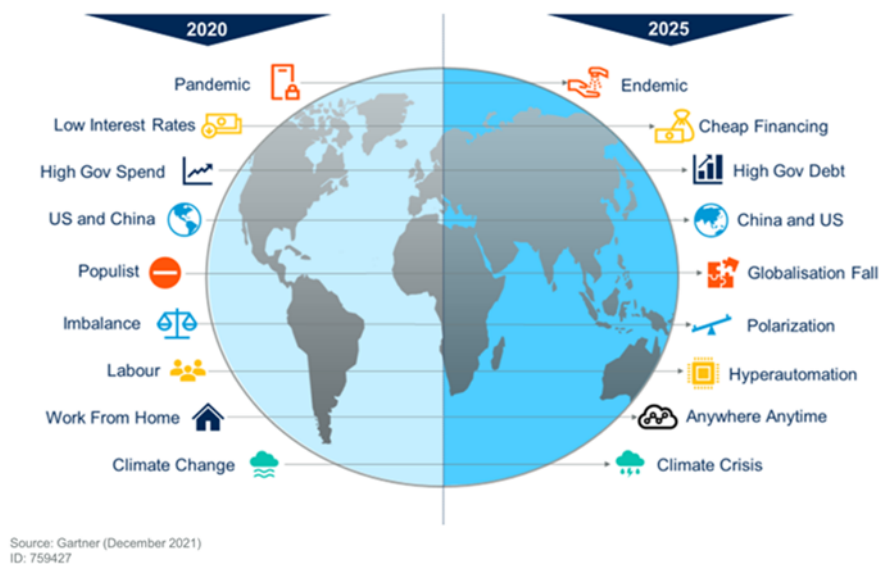 2020
2025
Pandemic
Endemic
Low Interest Rates
Cheap Financing
High Gov Spend
High Gov Debt
US and China
China and US
Populist
Globalisation Fall
Imbalance
Polarization
Labour
Hyperautomation
Work From Home
Anywhere Anytime
Climate Change
Climate Crisis
Source: Gartner (December 2021)
ID: 759427